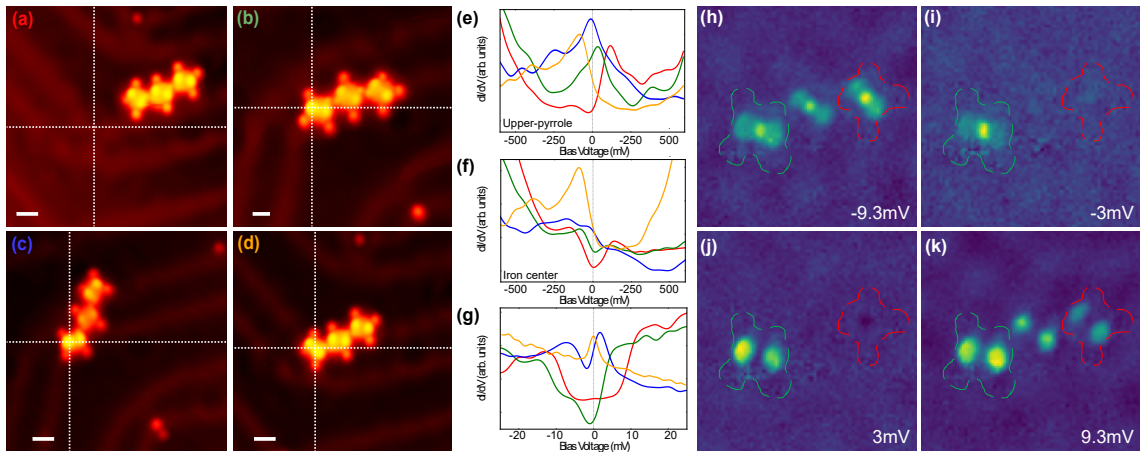 (a)
(b)
(c)
(d)
(e)
dI/dV (arb. units)
Upper-pyrrole
-500 -250 0 -250 500
Bias Voltage (mV)
(f)
dI/dV (arb. units)
Iron center
-500 -250 0 -250 500
Bias Voltage (mV)
(g)
dI/dV (arb. units)
-20 -10 0 10 20
Bias Voltage (mV)
(h)
-9.3mV
(i)
-3mV
(j)
3mV
(k)
9.3mV